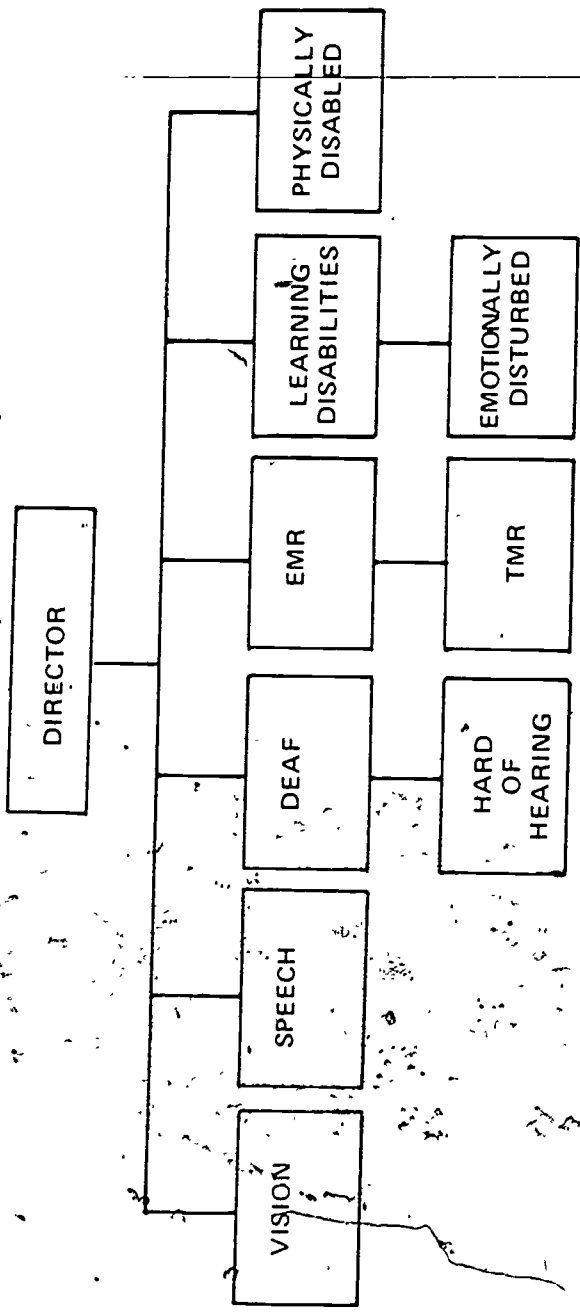 DIRECTOR
VISION
SPEECH
DEAF
EMR
LEARNING
DISABILITIES
PHYSICALLY
DISABLED
HARD
OF
HEARING
TMR
EMOTIONALLY
DISTURBED